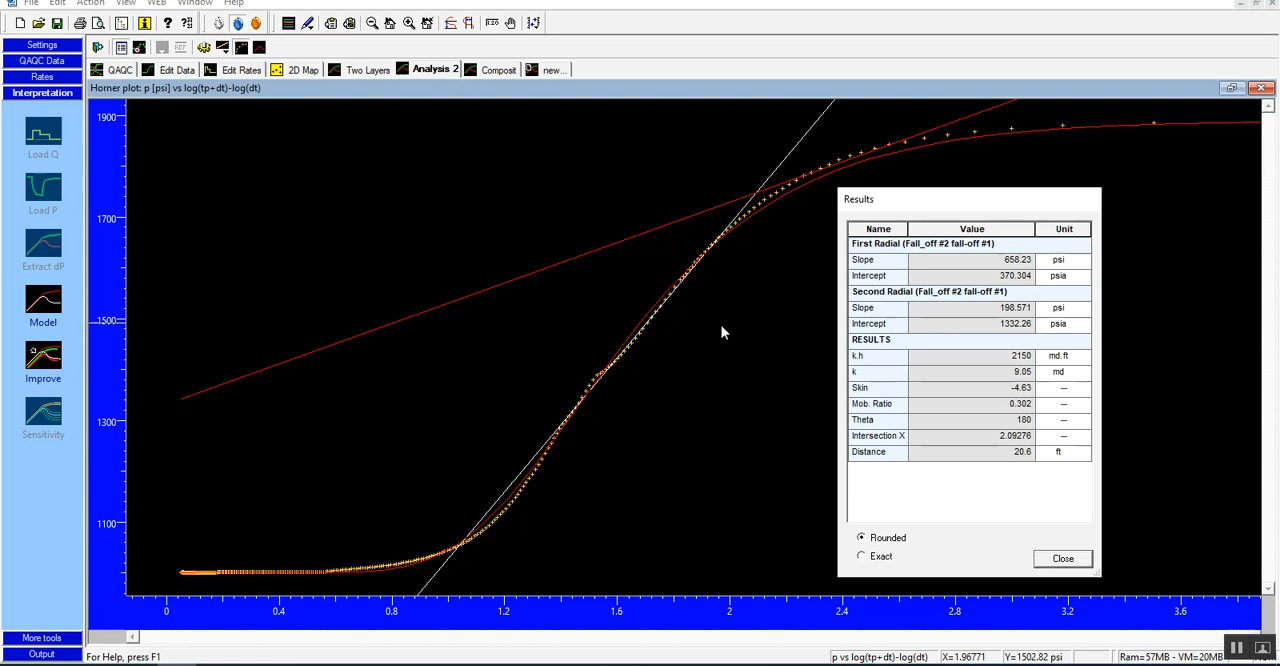 File Edit Action View WEB Window Help
Settings
QAQC Data
Rates
Interpretation
Load Q
Load P
Extract dP
Model
Improve
Sensitivity
More tools
Output
QAQC Edit Data Edit Rates 2D Map Two Layers Analysis 2 Composit new...
Horner plot: p [psi] vs log(tp+dt)-log(dt)
1900
1700
1500
1300
1100
0 0.4 0.8 1.2 1.6 2 2.4 2.8 3.2 3.6
Results
Name Value Unit
First Radial (Fall_off #2 fall-off #1)
Slope 658.23 psi
Intercept 370.304 psia
Second Radial (Fall_off #2 fall-off #1)
Slope 198.571 psi
Intercept 1332.26 psia
RESULTS
k.h 2150 md.ft
k 9.05 md
Skin -4.63 --
Mob. Ratio 0.302 --
Theta 180 --
Intersection X 2.09276 --
Distance 20.6 ft
Rounded
Exact
Close
For Help, press F1
p vs log(tp+dt)-log(dt) X=1.96771 Y=1502.82 psi Ram=57MB - VM=20MB